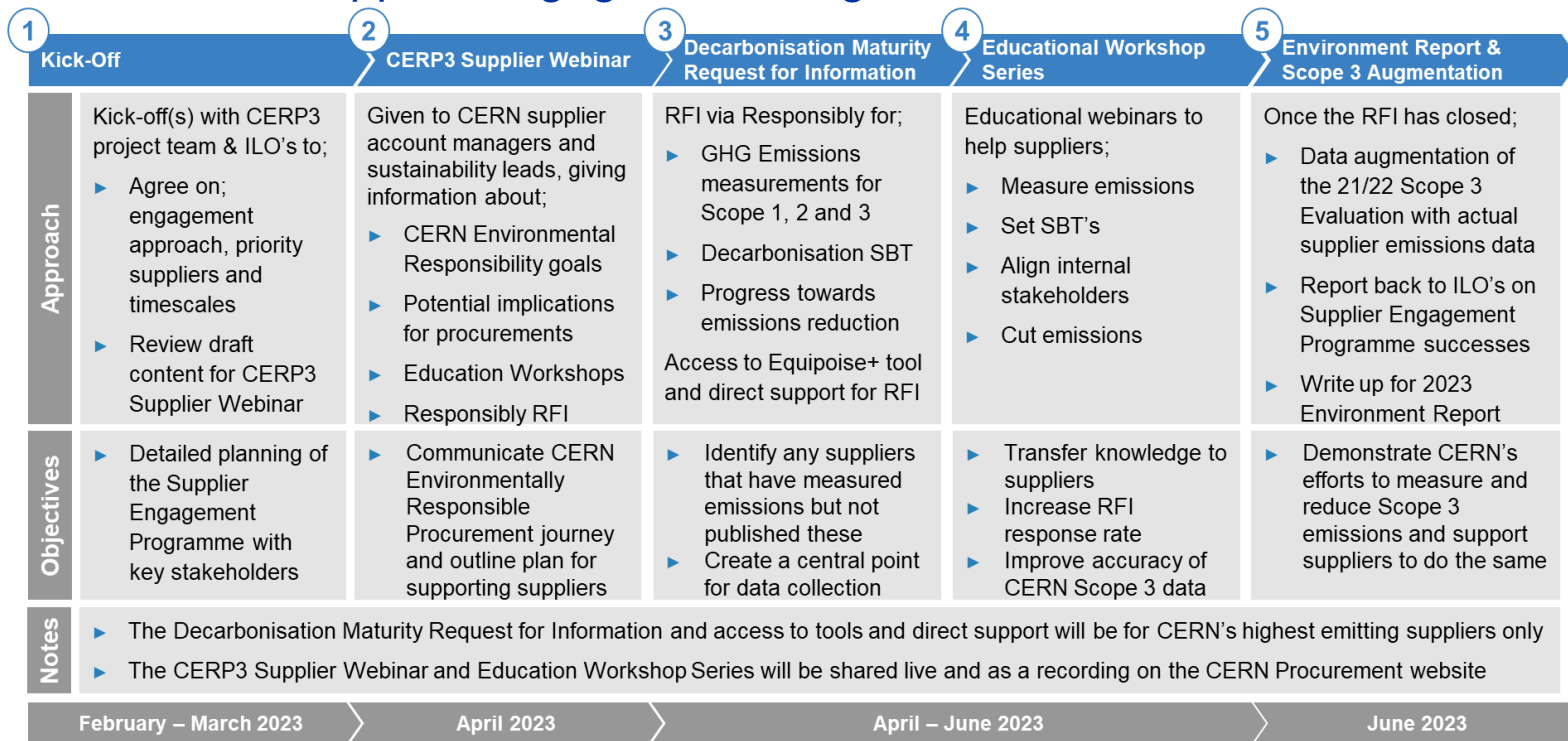 1
Kick-Off
2
CERP3 Supplier Webinar
3
Decarbonisation Maturity
Request for Information
4
Educational Workshop
Series
5
Environment Report &
Scope 3 Augmentation
Approach
Kick-off(s) with CERP3
project team & ILO's to;
► Agree on;
engagement
approach, priority
suppliers and
timescales
► Review draft
content for CERP3
Supplier Webinar
Given to CERN supplier
account managers and
sustainability leads, giving
information about;
► CERN Environmental
Responsibility goals
► Potential implications
for procurements
► Education Workshops
► Responsibly RFI
RFI via Responsibly for;
► GHG Emissions
measurements for
Scope 1, 2 and 3
► Decarbonisation SBT
► Progress towards
emissions reduction
Access to Equipoise+ tool
and direct support for RFI
Educational webinars to
help suppliers;
► Measure emissions
► Set SBT's
► Align internal
stakeholders
► Cut emissions
Once the RFI has closed;
► Data augmentation of
the 21/22 Scope 3
Evaluation with actual
supplier emissions data
► Report back to ILO's on
Supplier Engagement
Programme successes
► Write up for 2023
Environment Report
Objectives
► Detailed planning of
the Supplier
Engagement
Programme with
key stakeholders
► Communicate CERN
Environmentally
Responsible
Procurement journey
and outline plan for
supporting suppliers
► Identify any suppliers
that have measured
emissions but not
published these
► Create a central point
for data collection
► Transfer knowledge to
suppliers
► Increase RFI
response rate
► Improve accuracy of
CERN Scope 3 data
► Demonstrate CERN's
efforts to measure and
reduce Scope 3
emissions and support
suppliers to do the same
Notes
► The Decarbonisation Maturity Request for Information and access to tools and direct support will be for CERN's highest emitting suppliers only
► The CERP3 Supplier Webinar and Education Workshop Series will be shared live and as a recording on the CERN Procurement website
February – March 2023
April 2023
April – June 2023
June 2023